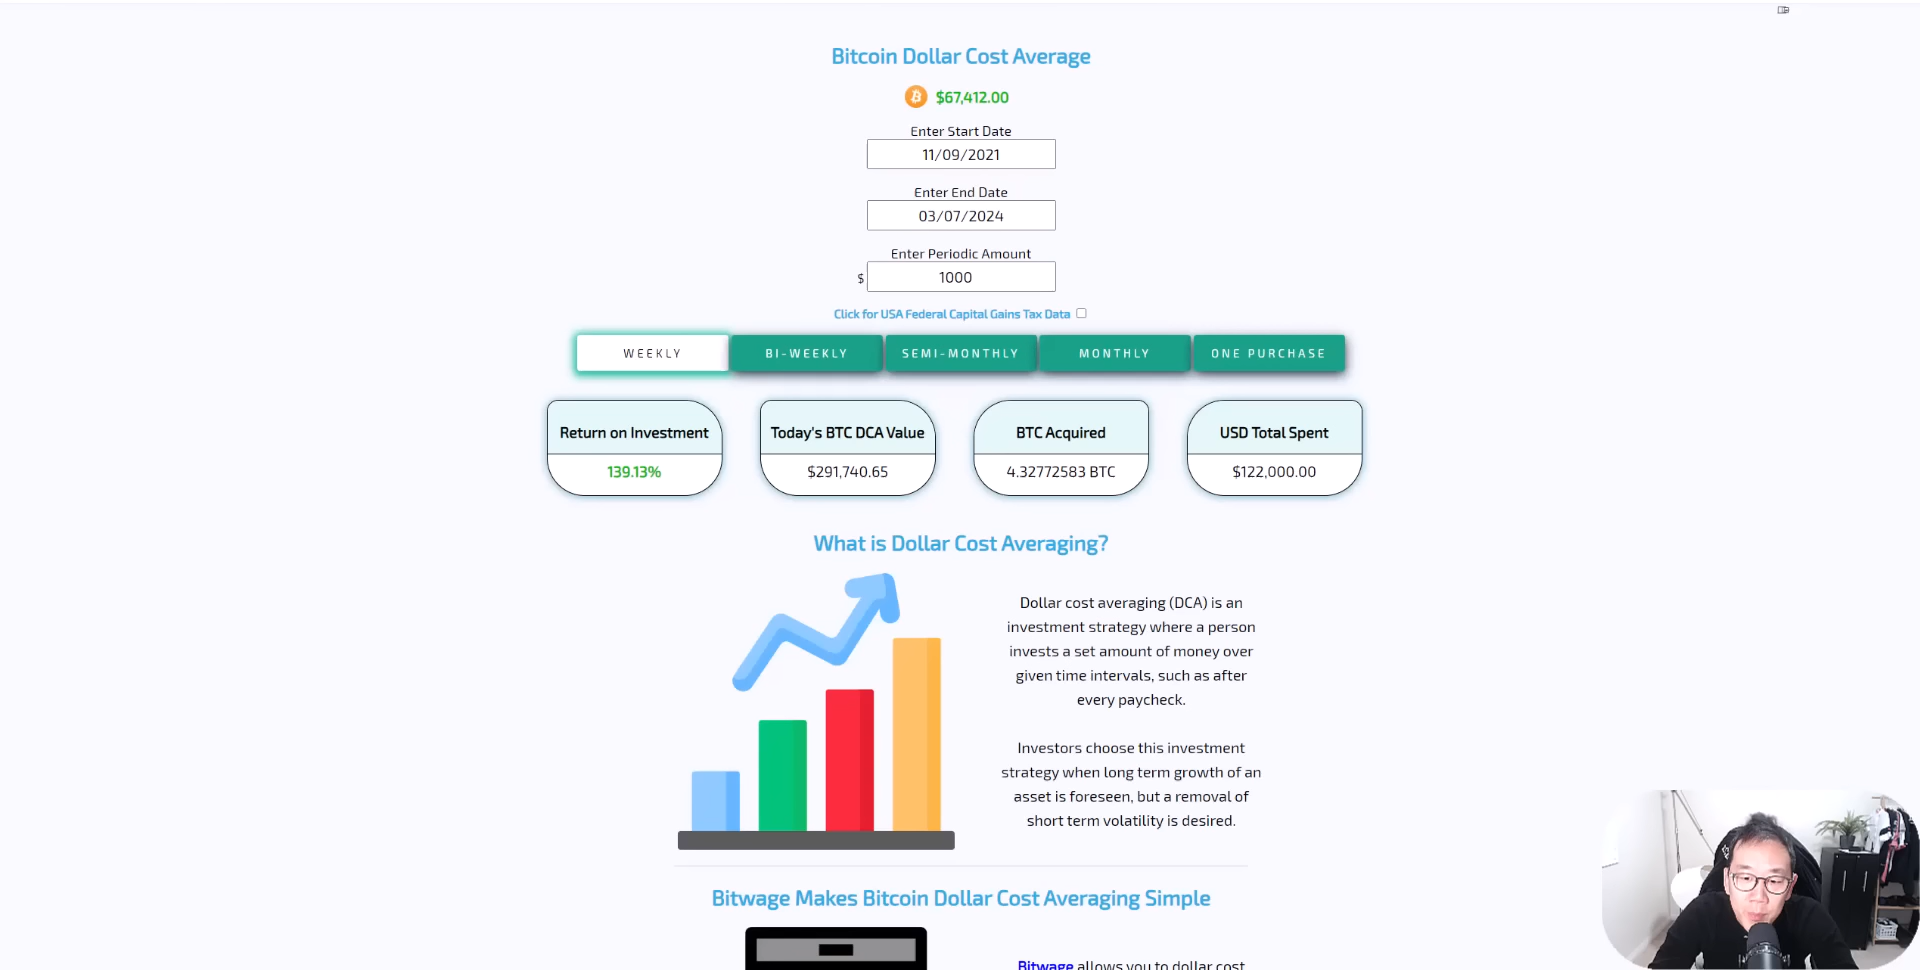 Bitcoin Dollar Cost Average
$67,412.00
Enter Start Date
11/09/2021
Enter End Date
03/07/2024
Enter Periodic Amount
$ 1000
Click for USA Federal Capital Gains Tax Data
WEEKLY BI-WEEKLY SEMI-MONTHLY MONTHLY ONE PURCHASE
Return on Investment Today's BTC DCA Value BTC Acquired USD Total Spent
139.13% $291,740.65 4.32772583 BTC $122,000.00
What is Dollar Cost Averaging?
Dollar cost averaging (DCA) is an
investment strategy where a person
invests a set amount of money over
given time intervals, such as after
every paycheck.
Investors choose this investment
strategy when long term growth of an
asset is foreseen, but a removal of
short term volatility is desired.
Bitwage Makes Bitcoin Dollar Cost Averaging Simple
Bitwage allows you to dollar cost